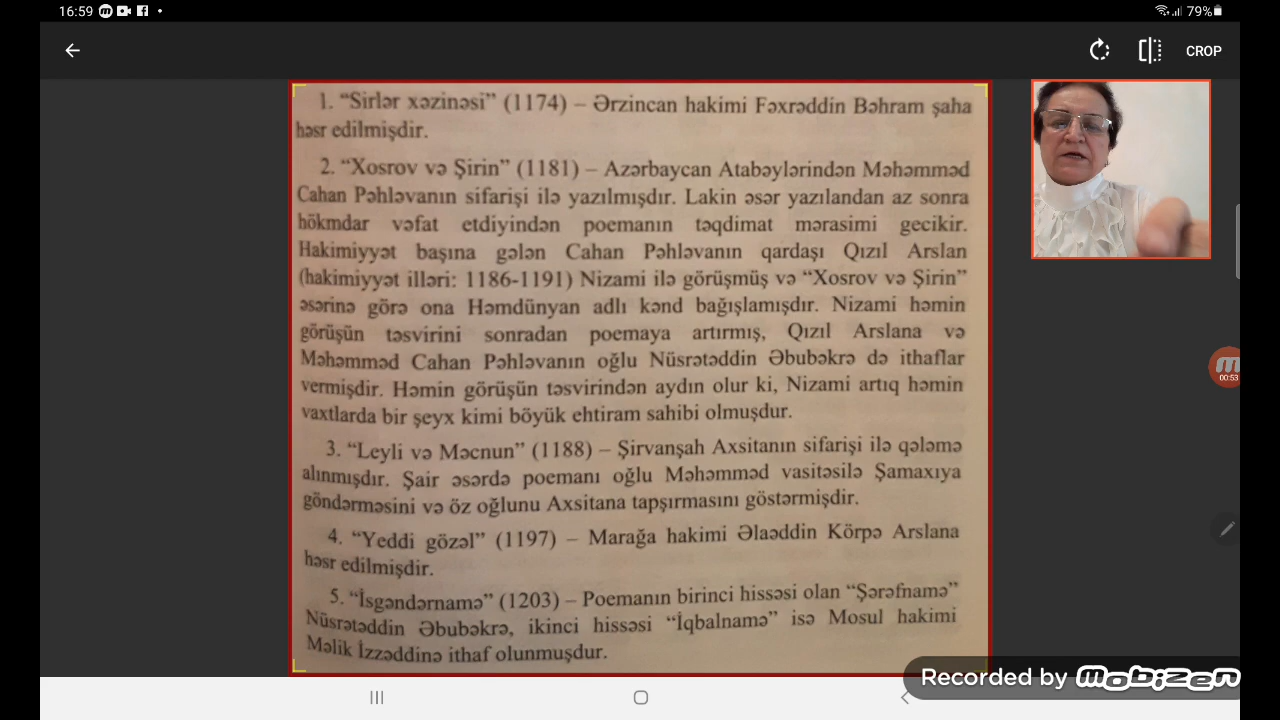 16:59
79%
CROP
1. “Sirlər xəzinəsi” (1174) – Ərzincan hakimi Fəxrəddin Bəhram şaha
həsr edilmişdir.
2. “Xosrov və Şirin” (1181) – Azərbaycan Atabəylərindən Məhəmməd
Cahan Pəhləvanın sifarişi ilə yazılmışdır. Lakin əsər yazılandan az sonra
hökmdar vəfat etdiyindən poemanın təqdimat mərasimi gecikir.
Hakimiyyət başına gələn Cahan Pəhləvanın qardaşı Qızıl Arslan
(hakimiyyət illəri: 1186-1191) Nizami ilə görüşmüş və “Xosrov və Şirin”
əsərinə görə ona Həmdünyan adlı kənd bağışlamışdır. Nizami həmin
görüşün təsvirini sonradan poemaya artırmış, Qızıl Arslana və
Məhəmməd Cahan Pəhləvanın oğlu Nüsrətəddin Əbubəkrə də ithaflar
vermişdir. Həmin görüşün təsvirindən aydın olur ki, Nizami artıq həmin
vaxtlarda bir şeyx kimi böyük ehtiram sahibi olmuşdur.
3. “Leyli və Məcnun” (1188) – Şirvanşah Axsitanın sifarişi ilə qələmə
alınmışdır. Şair əsərdə poemanı oğlu Məhəmməd vasitəsilə Şamaxıya
göndərməsini və öz oğlunu Axsitana tapşırmasını göstərmişdir.
4. “Yeddi gözəl” (1197) – Marağa hakimi Əlaəddin Körpə Arslana
həsr edilmişdir.
5. “İsgəndərnamə” (1203) – Poemanın birinci hissəsi olan “Şərəfnamə”
Nüsrətəddin Əbubəkrə, ikinci hissəsi “İqbalnamə” isə Mosul hakimi
Məlik İzzəddinə ithaf olunmuşdur.
00:53
Recorded by mobizen